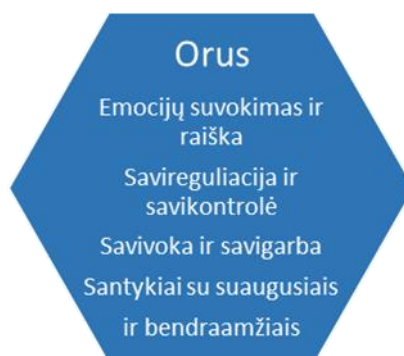 Orus
Emocijų suvokimas ir
raiška
Savireguliacija ir
savikontrolė
Savivoka ir savigarba
Santykiai su suaugusiais
ir bendraamžiais